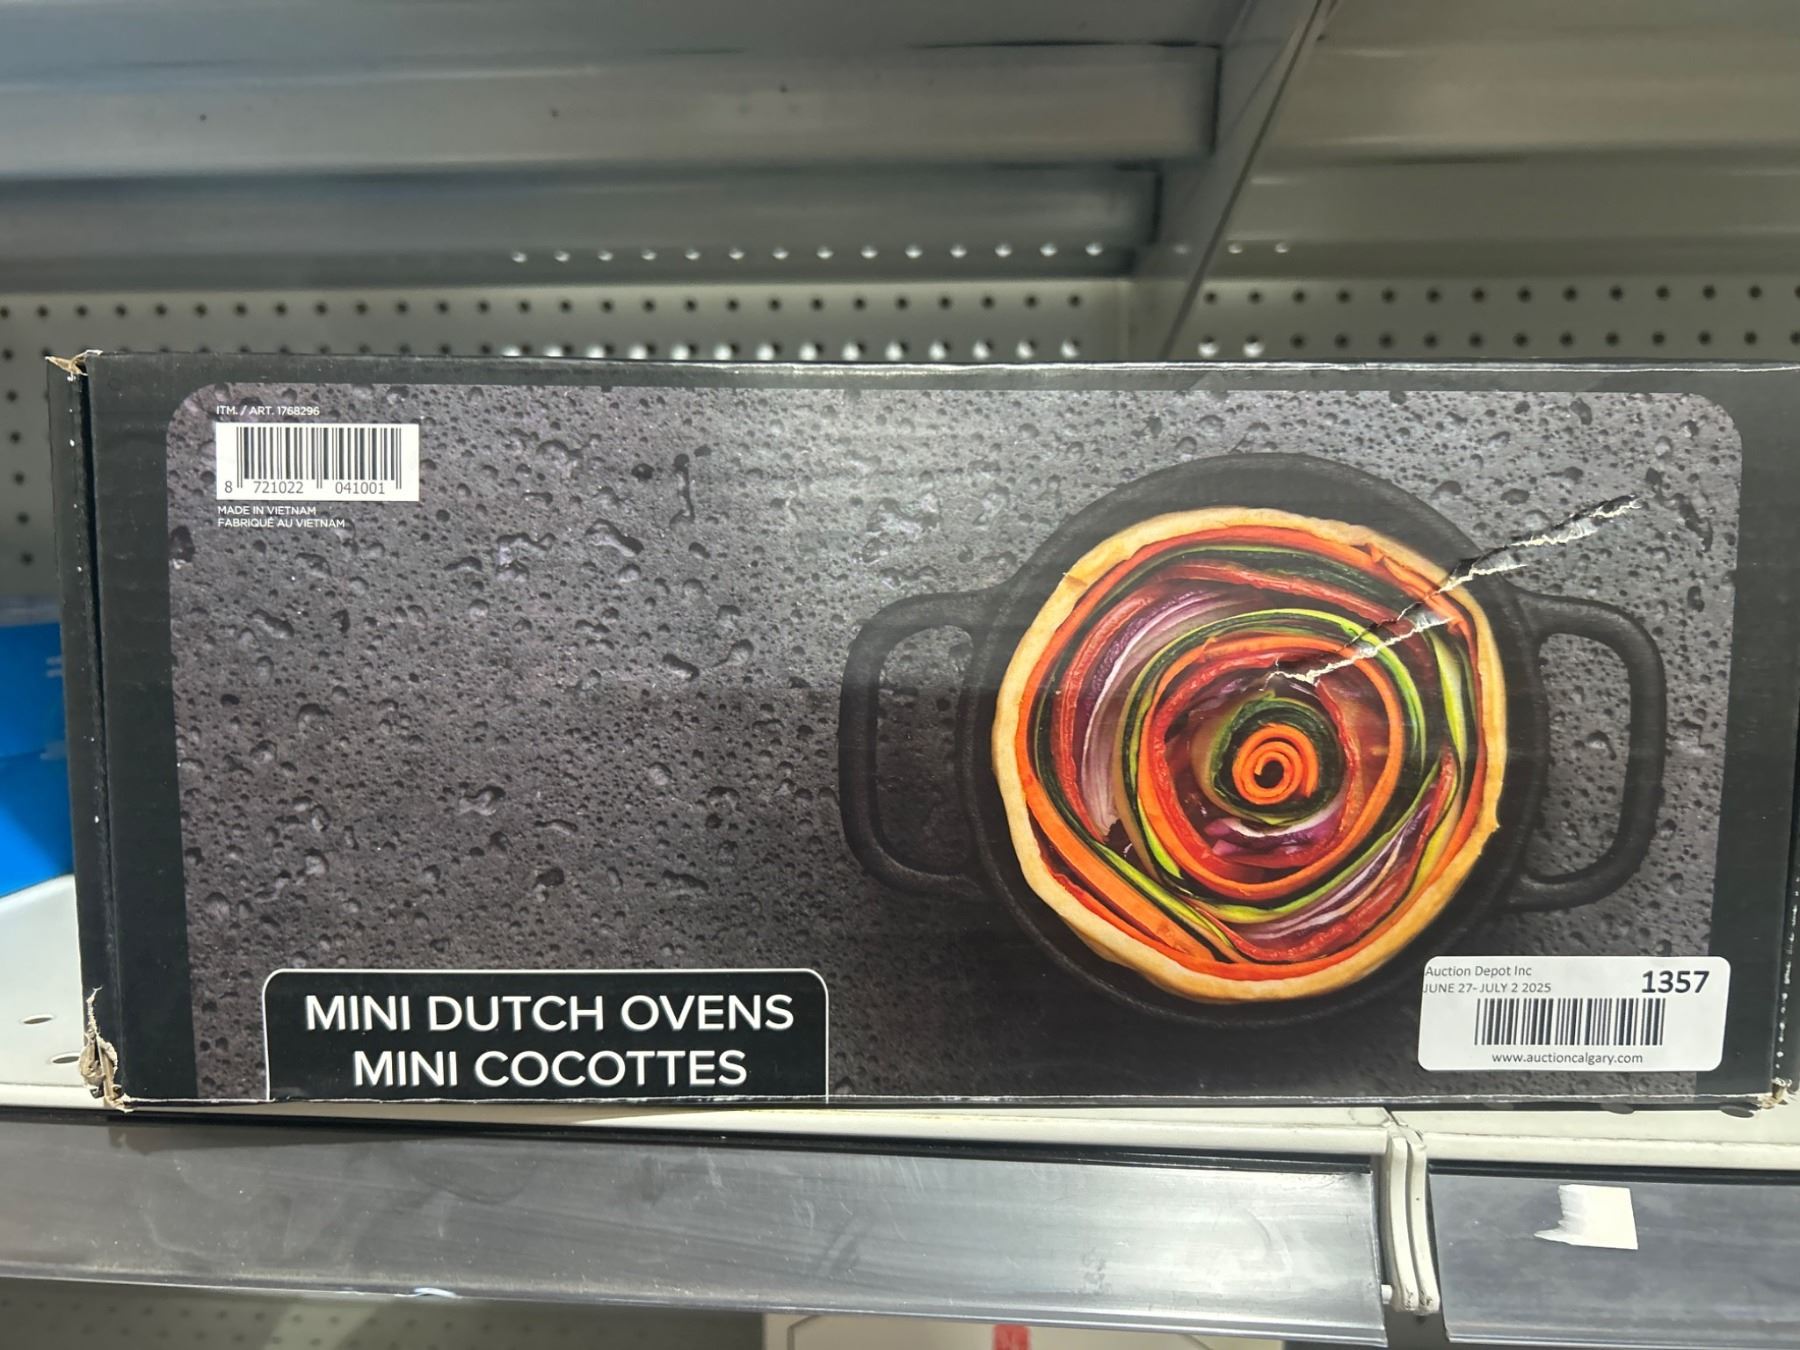 ITM. / ART. 1768296
8 721022 041001
MADE IN VIETNAM
FABRIQUÉ AU VIETNAM
MINI DUTCH OVENS
MINI COCOTTES
Auction Depot Inc
JUNE 27- JULY 2 2025
1357
www.auctioncalgary.com